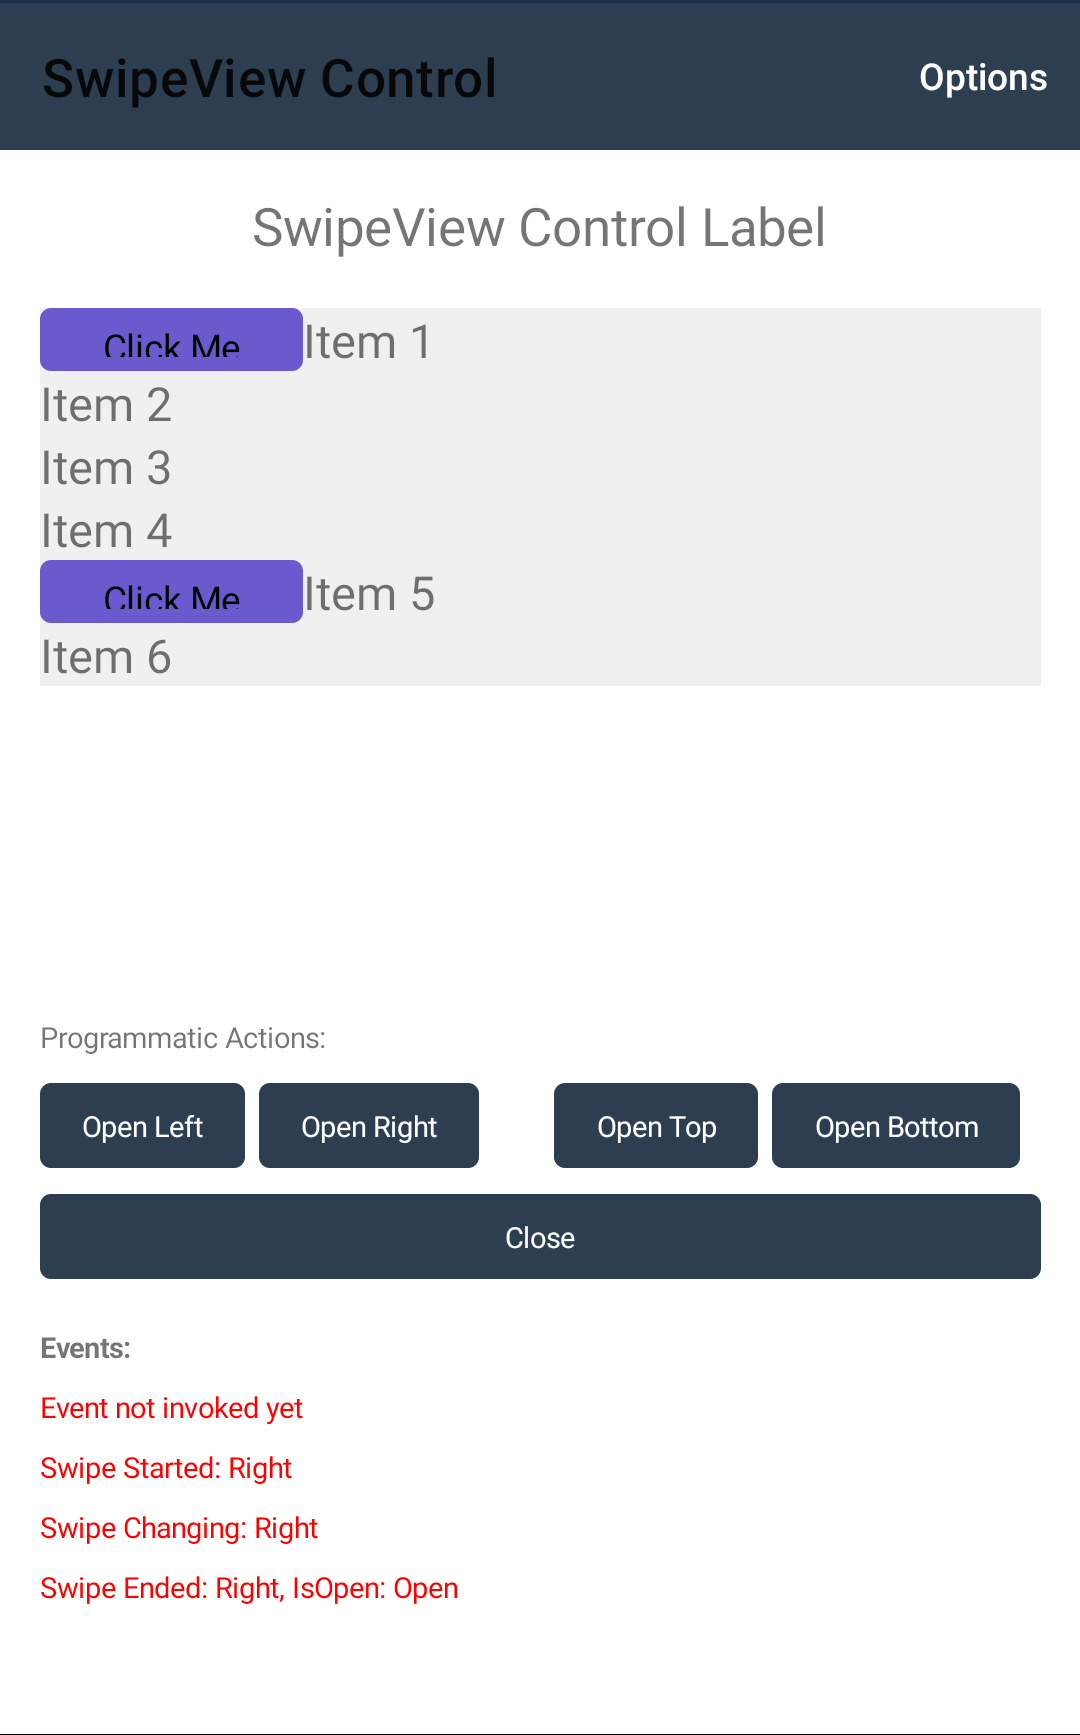 SwipeView Control Options
SwipeView Control Label
Click Me Item 1
Item 2
Item 3
Item 4
Click Me Item 5
Item 6
Programmatic Actions:
Open Left Open Right Open Top Open Bottom
Close
Events:
Event not invoked yet
Swipe Started: Right
Swipe Changing: Right
Swipe Ended: Right, IsOpen: Open